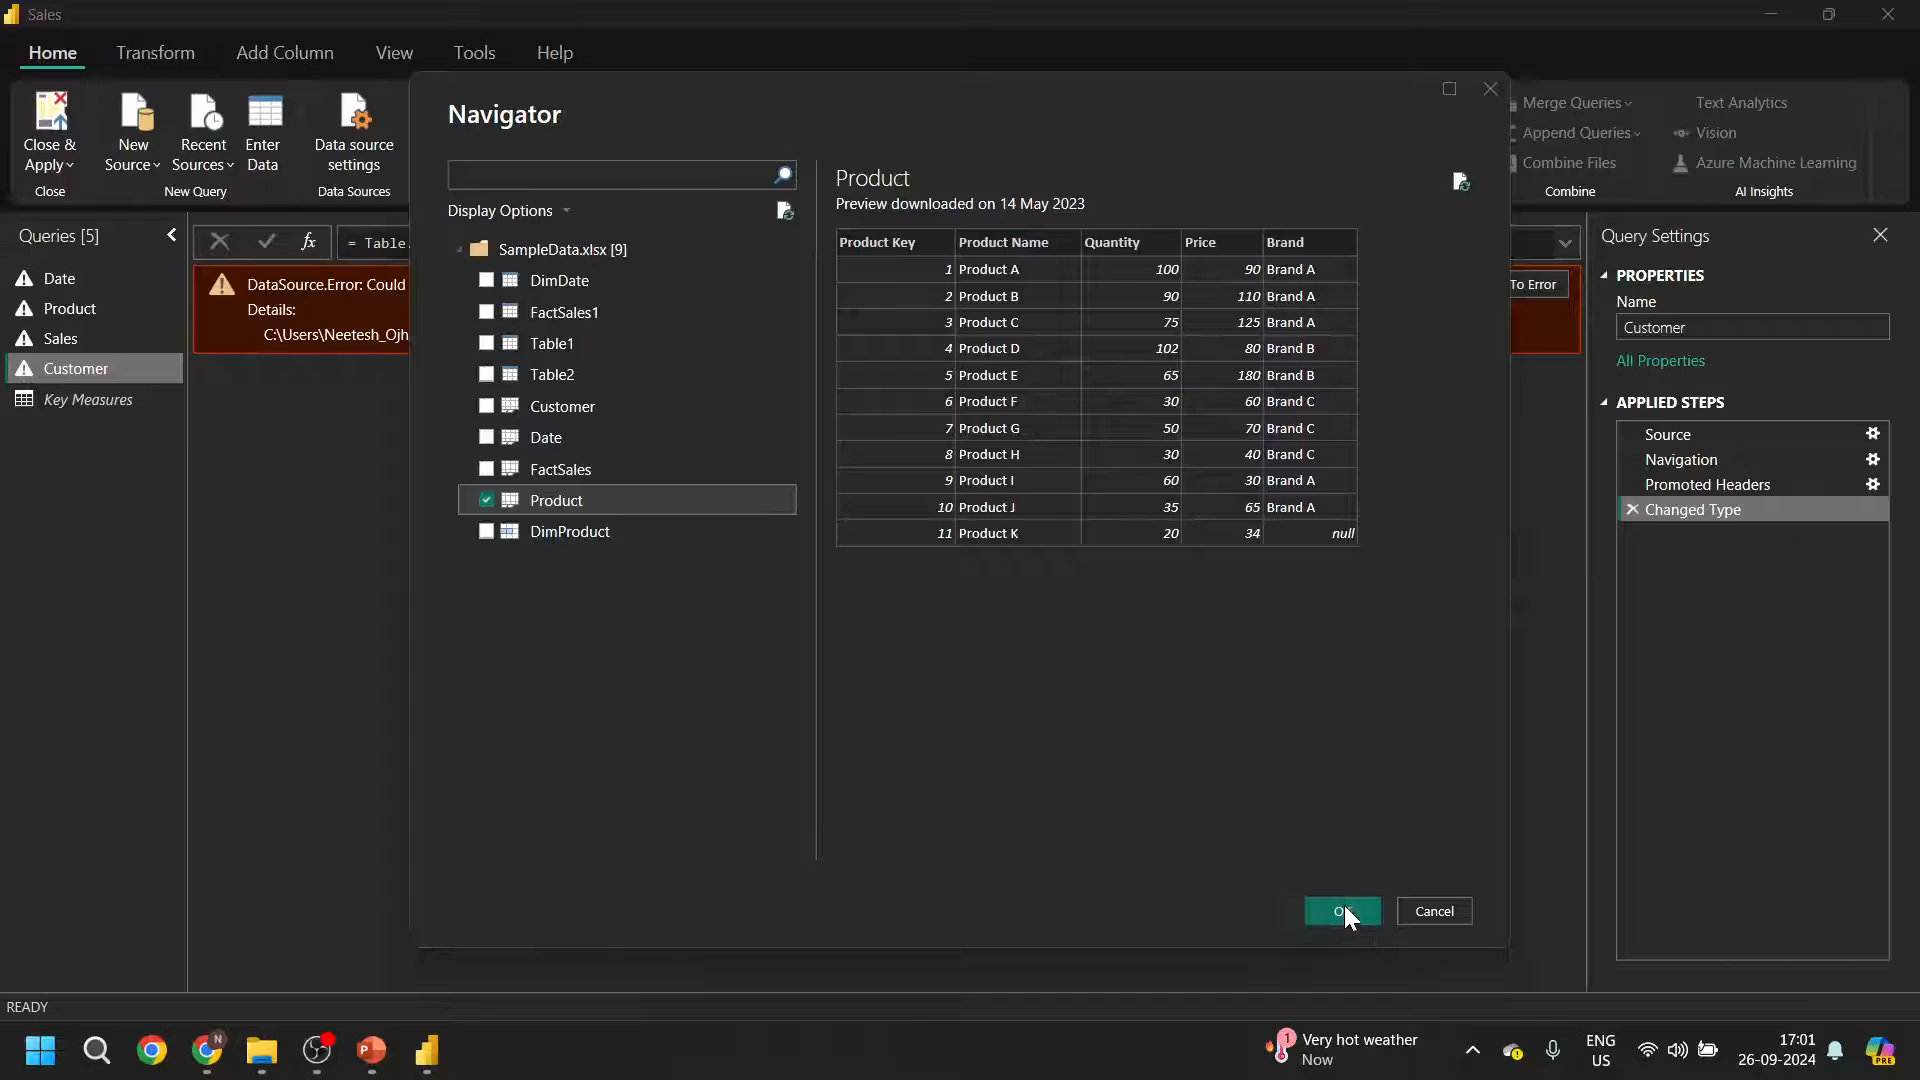 Sales
Home Transform Add Column View Tools Help
Close & Apply
Close
New Source
Recent Sources
Enter Data
New Query
Data source settings
Data Sources
Merge Queries
Append Queries
Combine Files
Combine
Text Analytics
Vision
Azure Machine Learning
AI Insights
Queries [5]
Date
Product
Sales
Customer
Key Measures
fx = Table.
DataSource.Error: Could
Details:
C:\Users\Neetesh_Ojh
To Error
Navigator
Display Options
SampleData.xlsx [9]
DimDate
FactSales1
Table1
Table2
Customer
Date
FactSales
Product
DimProduct
Product
Preview downloaded on 14 May 2023
Product Key Product Name Quantity Price Brand
1 Product A 100 90 Brand A
2 Product B 90 110 Brand A
3 Product C 75 125 Brand A
4 Product D 102 80 Brand B
5 Product E 65 180 Brand B
6 Product F 30 60 Brand C
7 Product G 50 70 Brand C
8 Product H 30 40 Brand C
9 Product I 60 30 Brand A
10 Product J 35 65 Brand A
11 Product K 20 34 null
Cancel
Query Settings
PROPERTIES
Name
Customer
All Properties
APPLIED STEPS
Source
Navigation
Promoted Headers
Changed Type
READY
N
1
Very hot weather
Now
ENG
US
17:01
26-09-2024
PRE